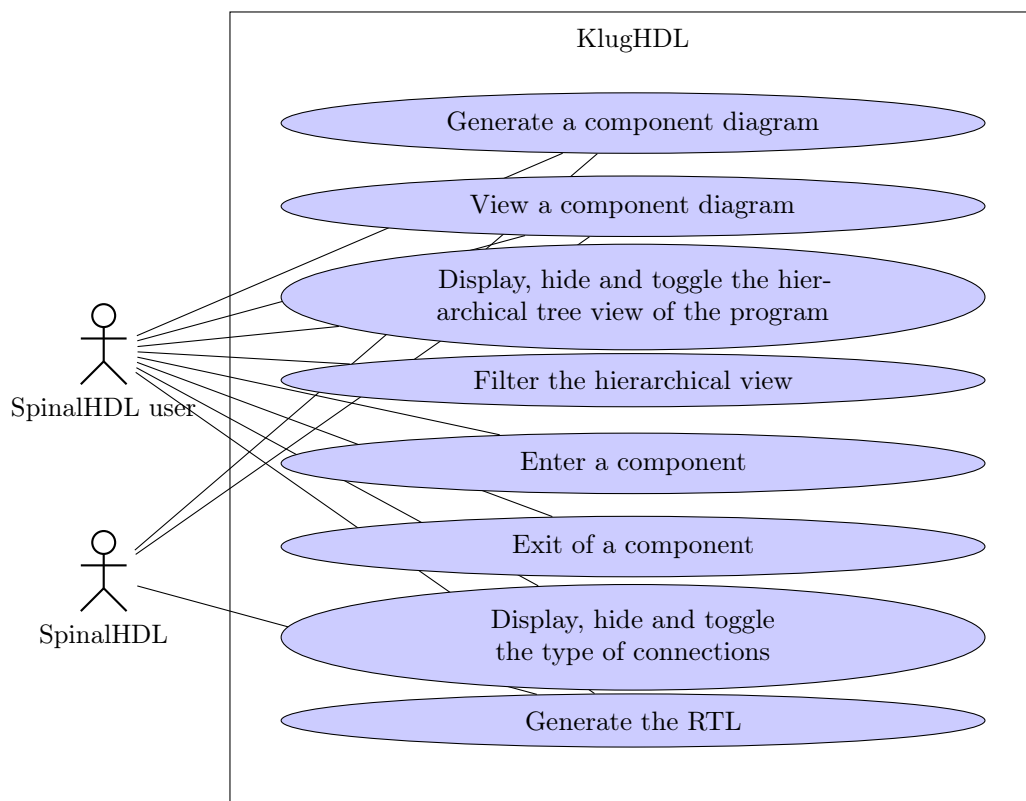 KlugHDL
Generate a component diagram
View a component diagram
Display, hide and toggle the hier-
archical tree view of the program
Filter the hierarchical view
SpinalHDL user
Enter a component
Exit of a component
SpinalHDL
Display, hide and toggle
the type of connections
Generate the RTL